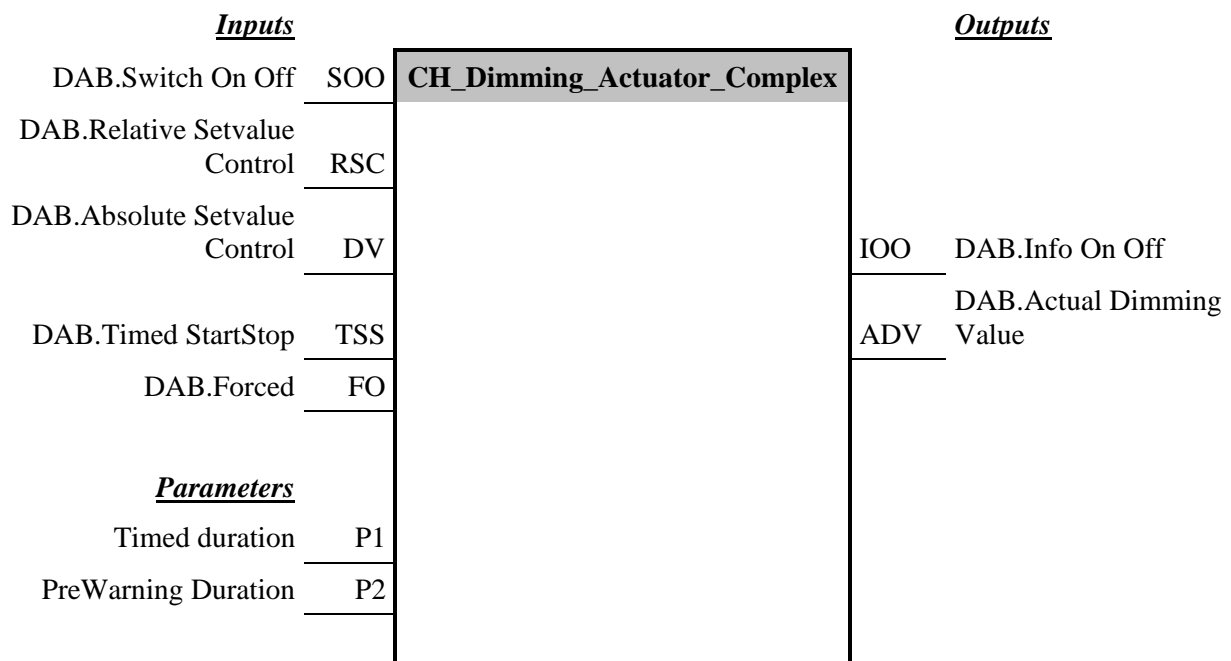 Inputs
Outputs
DAB.Switch On Off SOO CH_Dimming_Actuator_Complex
DAB.Relative Setvalue
Control RSC
DAB.Absolute Setvalue
Control DV IOO DAB.Info On Off
DAB.Actual Dimming
DAB.Timed StartStop TSS ADV Value
DAB.Forced FO
Parameters
Timed duration P1
PreWarning Duration P2